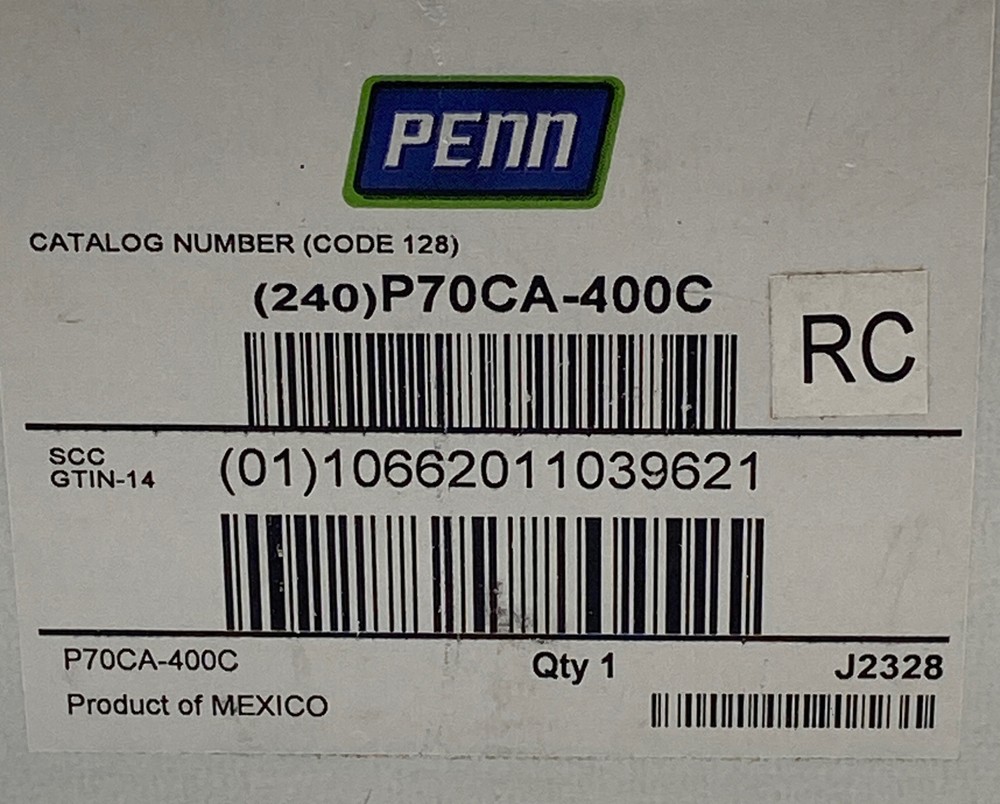 PENN
CATALOG NUMBER (CODE 128)
(240)P70CA-400C
RC
SCC
GTIN-14
(01)10662011039621
P70CA-400C
Qty 1
J2328
Product of MEXICO